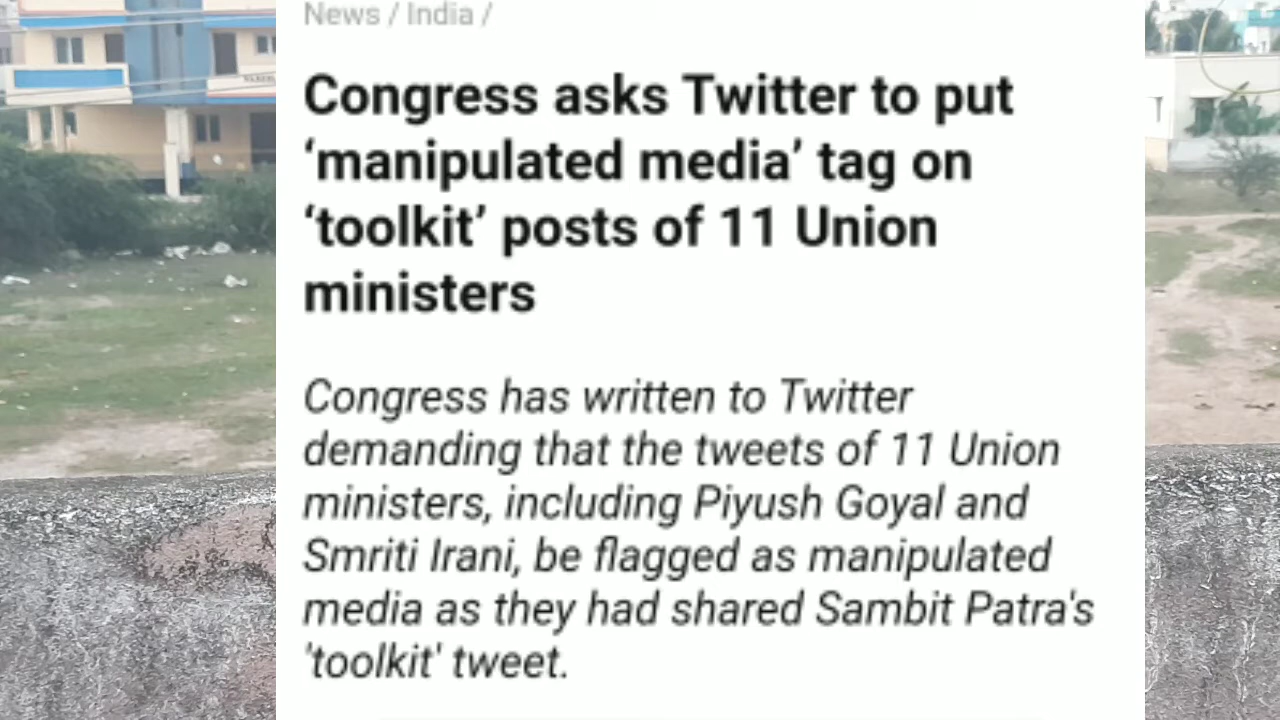 News / India /
Congress asks Twitter to put
‘manipulated media’ tag on
‘toolkit’ posts of 11 Union
ministers
Congress has written to Twitter
demanding that the tweets of 11 Union
ministers, including Piyush Goyal and
Smriti Irani, be flagged as manipulated
media as they had shared Sambit Patra's
'toolkit' tweet.